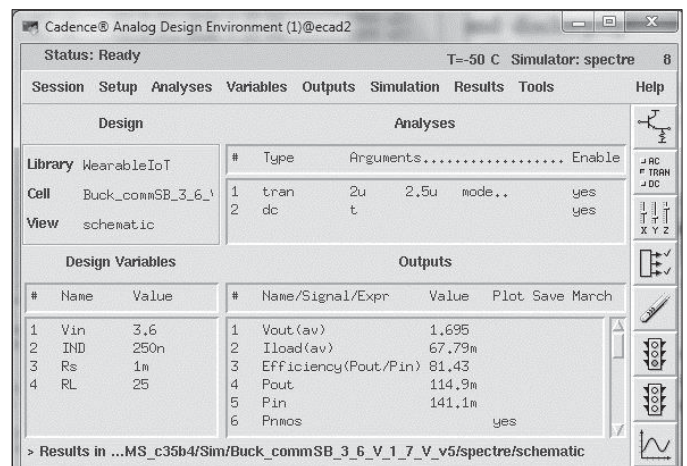 Cadence® Analog Design Environment (1)@ecad2
Status: Ready T=-50 C Simulator: spectre 8
Session Setup Analyses Variables Outputs Simulation Results Tools Help
Design
Library WearableIoT
Cell Buck_commSB_3_6_\
View schematic
Analyses
# Type Arguments.................. Enable
1 tran 2u 2.5u mode.. yes
2 dc t yes
Design Variables
# Name Value
1 Vin 3.6
2 IND 250n
3 Rs 1m
4 RL 25
Outputs
# Name/Signal/Expr Value Plot Save March
1 Vout(av) 1.695
2 Iload(av) 67.79m
3 Efficiency(Pout/Pin) 81.43
4 Pout 114.9m
5 Pin 141.1m
6 Pnmos yes
AC
TRAN
DC
X Y Z
> Results in ...MS_c35b4/Sim/Buck_commSB_3_6_V_1_7_V_v5/spectre/schematic